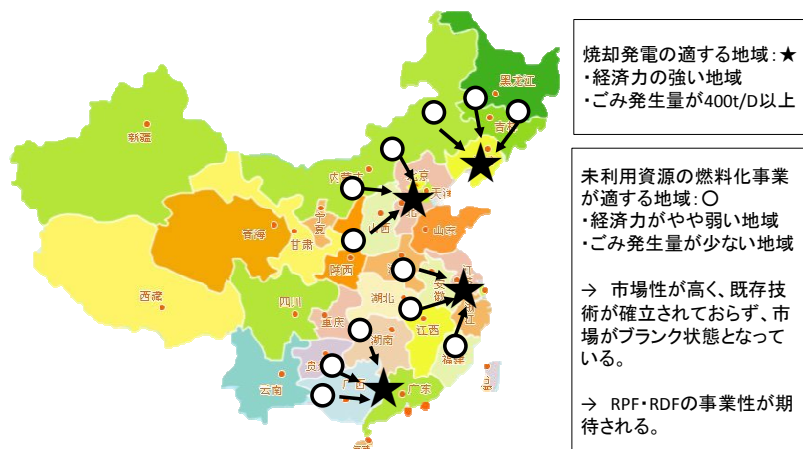 焼却発電の適する地域：★
・経済力の強い地域
・ごみ発生量が400t/D以上
未利用資源の燃料化事業
が適する地域：〇
・経済力がやや弱い地域
・ごみ発生量が少ない地域
→ 市場性が高く、既存技
術が確立されておらず、市
場がブランク状態となって
いる。
→ RPF・RDFの事業性が期
待される。
黑龙江
吉林
新疆
内蒙古
北京
天津
宁
夏
山西
山东
青海
甘肃
陕西
西藏
四川
重庆
湖北
安徽
江西
湖南
福建
云南
广西
广东